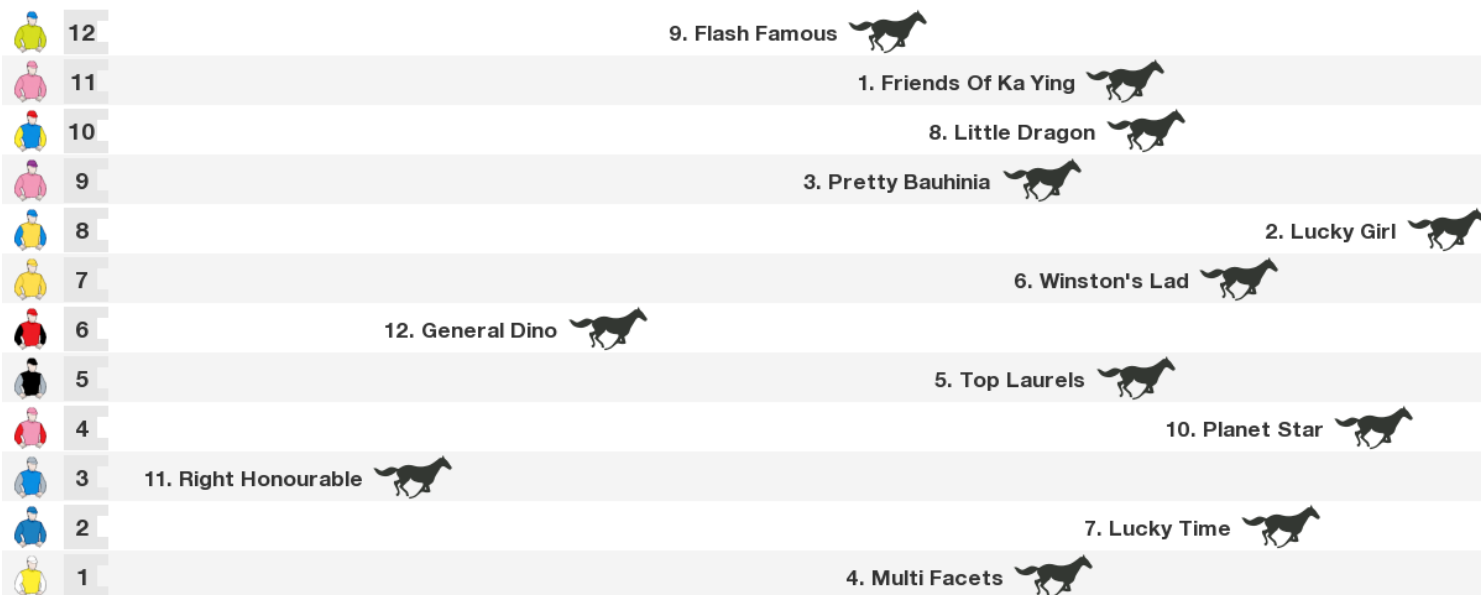 12 9. Flash Famous
11 1. Friends Of Ka Ying
10 8. Little Dragon
9 3. Pretty Bauhinia
8 2. Lucky Girl
7 6. Winston's Lad
6 12. General Dino
5 5. Top Laurels
4 10. Planet Star
3 11. Right Honourable
2 7. Lucky Time
1 4. Multi Facets